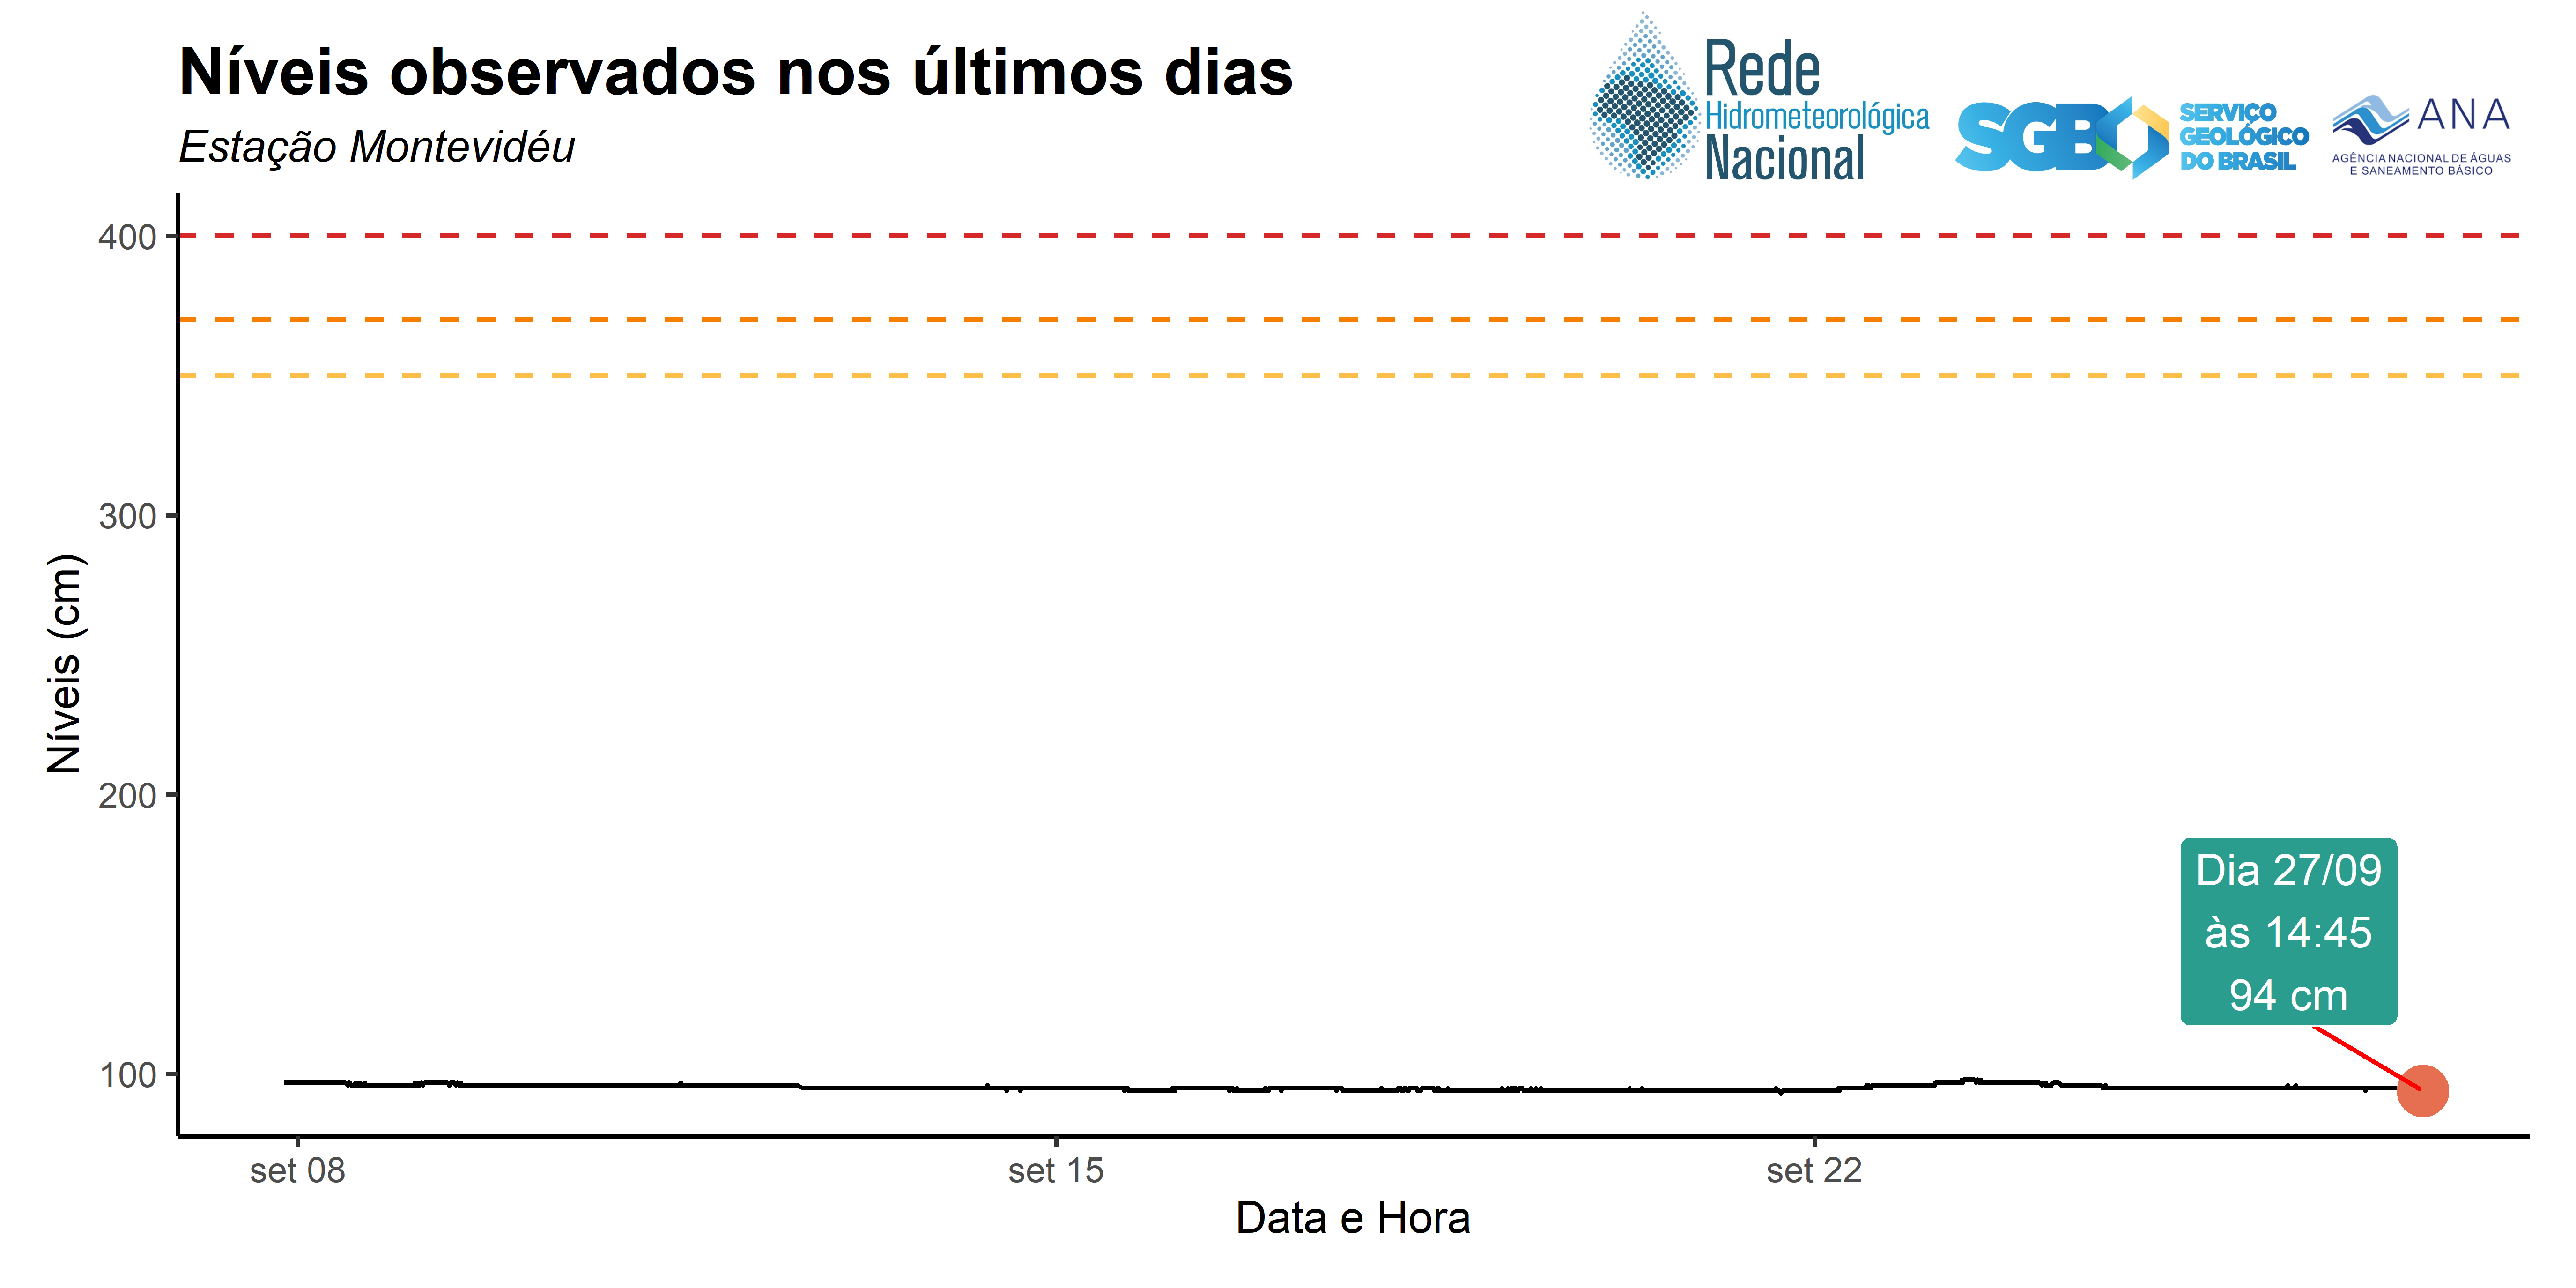 Níveis observados nos últimos dias
Estação Montevidéu
Rede
Hidrometeorológica
Nacional
SGB
SERVIÇO
GEOLÓGICO
DO BRASIL
ANA
AGÊNCIA NACIONAL DE ÁGUAS
E SANEAMENTO BÁSICO
Níveis (cm)
400
300
200
100
Dia 27/09
às 14:45
94 cm
set 08
set 15
set 22
Data e Hora